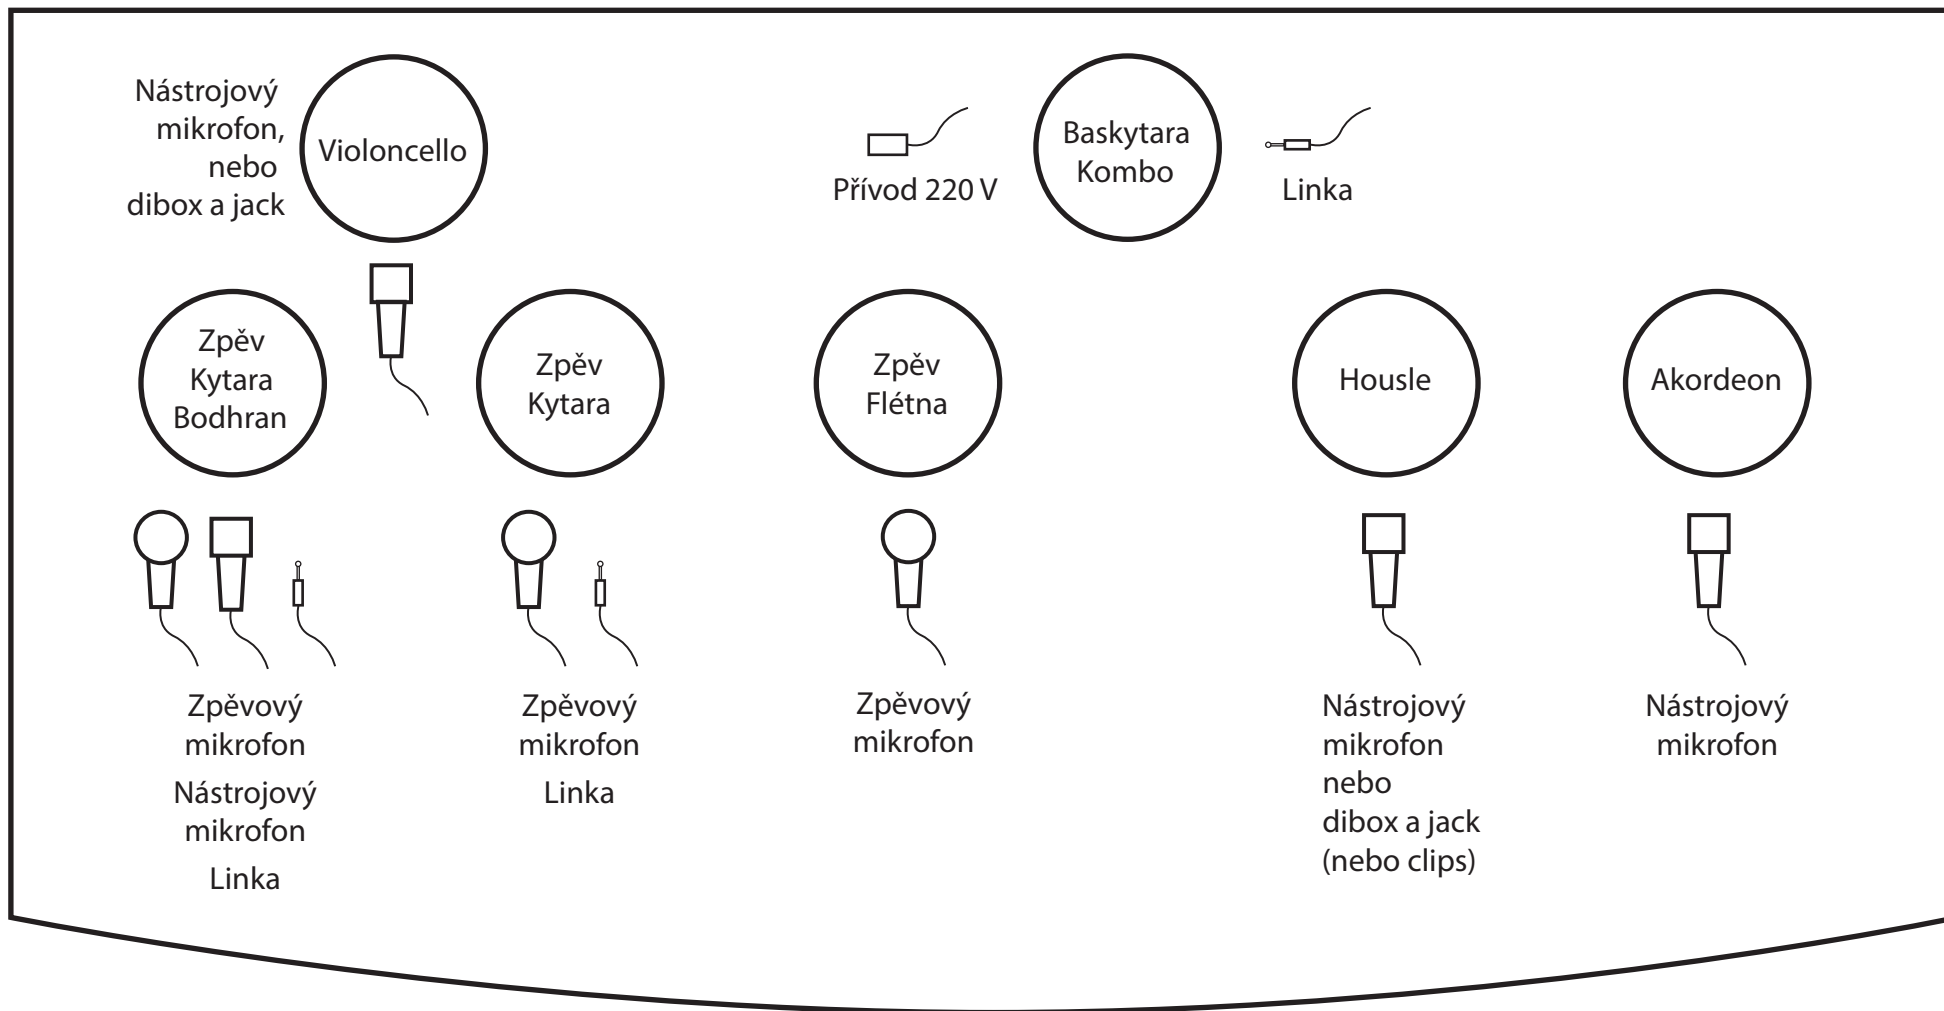 Nástrojový
mikrofon,
nebo
dibox a jack
Violoncello
Přívod 220 V
Baskytara
Kombo
Linka
Zpěv
Kytara
Bodhran
Zpěv
Kytara
Zpěv
Flétna
Housle
Akordeon
Zpěvový
mikrofon
Nástrojový
mikrofon
Linka
Zpěvový
mikrofon
Linka
Zpěvový
mikrofon
Nástrojový
mikrofon
nebo
dibox a jack
(nebo clips)
Nástrojový
mikrofon